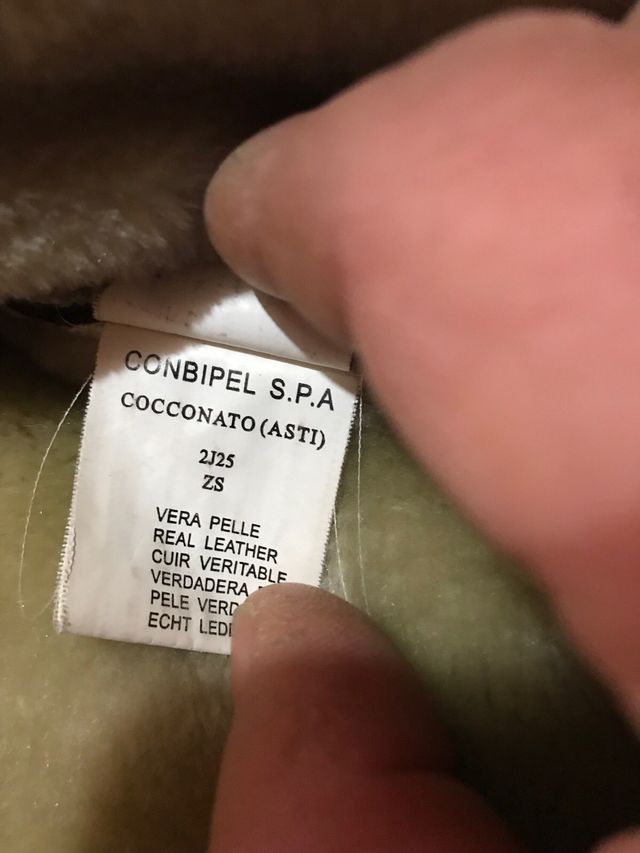 CONBIPEL S.P.A
COCCONATO (ASTI)
2J25
ZS
VERA PELLE
REAL LEATHER
CUIR VERITABLE
VERDADERA
PELE
ECHT